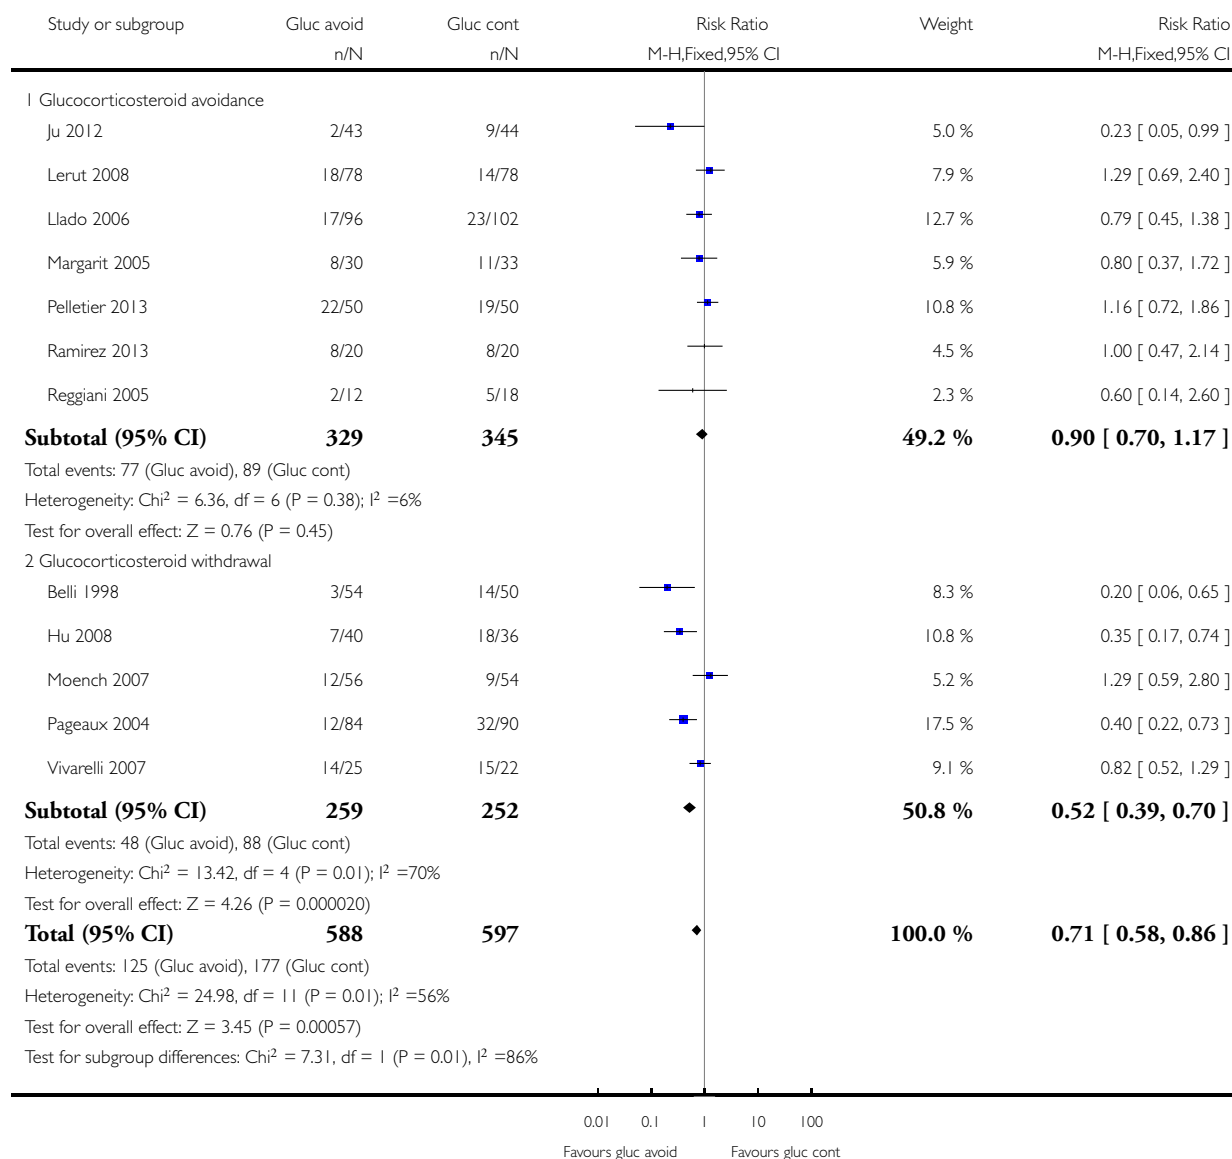 Study or subgroup Gluc avoid Gluc cont Risk Ratio Weight Risk Ratio
n/N n/N M-H,Fixed,95% CI M-H,Fixed,95% CI
1 Glucocorticosteroid avoidance
Ju 2012 2/43 9/44 5.0 % 0.23 [ 0.05, 0.99 ]
Lerut 2008 18/78 14/78 7.9 % 1.29 [ 0.69, 2.40 ]
Llado 2006 17/96 23/102 12.7 % 0.79 [ 0.45, 1.38 ]
Margarit 2005 8/30 11/33 5.9 % 0.80 [ 0.37, 1.72 ]
Pelletier 2013 22/50 19/50 10.8 % 1.16 [ 0.72, 1.86 ]
Ramirez 2013 8/20 8/20 4.5 % 1.00 [ 0.47, 2.14 ]
Reggiani 2005 2/12 5/18 2.3 % 0.60 [ 0.14, 2.60 ]
Subtotal (95% CI) 329 345 49.2 % 0.90 [ 0.70, 1.17 ]
Total events: 77 (Gluc avoid), 89 (Gluc cont)
Heterogeneity: Chi² = 6.36, df = 6 (P = 0.38); I² =6%
Test for overall effect: Z = 0.76 (P = 0.45)
2 Glucocorticosteroid withdrawal
Belli 1998 3/54 14/50 8.3 % 0.20 [ 0.06, 0.65 ]
Hu 2008 7/40 18/36 10.8 % 0.35 [ 0.17, 0.74 ]
Moench 2007 12/56 9/54 5.2 % 1.29 [ 0.59, 2.80 ]
Pageaux 2004 12/84 32/90 17.5 % 0.40 [ 0.22, 0.73 ]
Vivarelli 2007 14/25 15/22 9.1 % 0.82 [ 0.52, 1.29 ]
Subtotal (95% CI) 259 252 50.8 % 0.52 [ 0.39, 0.70 ]
Total events: 48 (Gluc avoid), 88 (Gluc cont)
Heterogeneity: Chi² = 13.42, df = 4 (P = 0.01); I² =70%
Test for overall effect: Z = 4.26 (P = 0.000020)
Total (95% CI) 588 597 100.0 % 0.71 [ 0.58, 0.86 ]
Total events: 125 (Gluc avoid), 177 (Gluc cont)
Heterogeneity: Chi² = 24.98, df = 11 (P = 0.01); I² =56%
Test for overall effect: Z = 3.45 (P = 0.00057)
Test for subgroup differences: Chi² = 7.31, df = 1 (P = 0.01), I² =86%
0.01 0.1 1 10 100
Favours gluc avoid Favours gluc cont